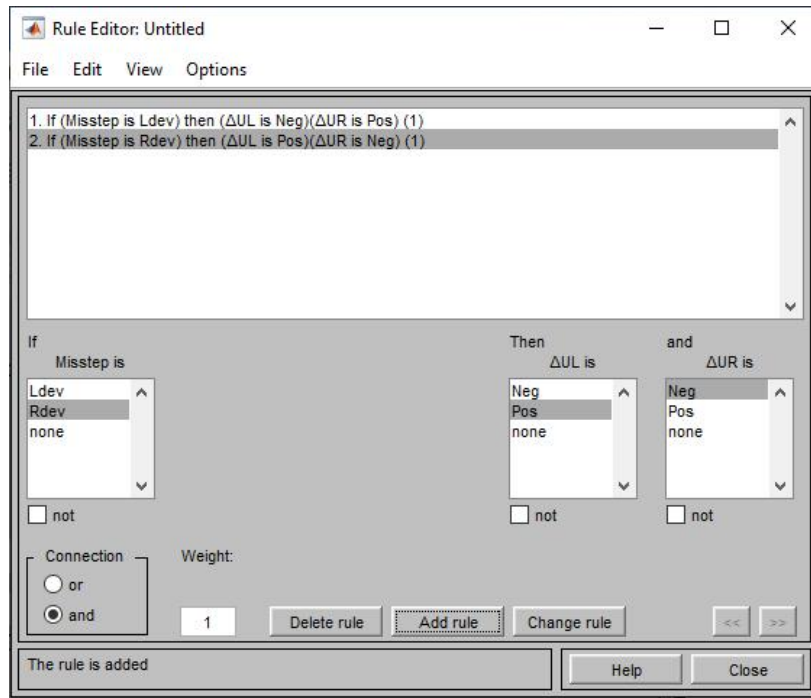 Rule Editor: Untitled
File Edit View Options
1. If (Misstep is Ldev) then (ΔUL is Neg)(ΔUR is Pos) (1)
2. If (Misstep is Rdev) then (ΔUL is Pos)(ΔUR is Neg) (1)
If Then and
Misstep is ΔUL is ΔUR is
Ldev Neg Neg
Rdev Pos Pos
none none none
not not not
Connection Weight:
or
and 1 Delete rule Add rule Change rule << >>
The rule is added Help Close